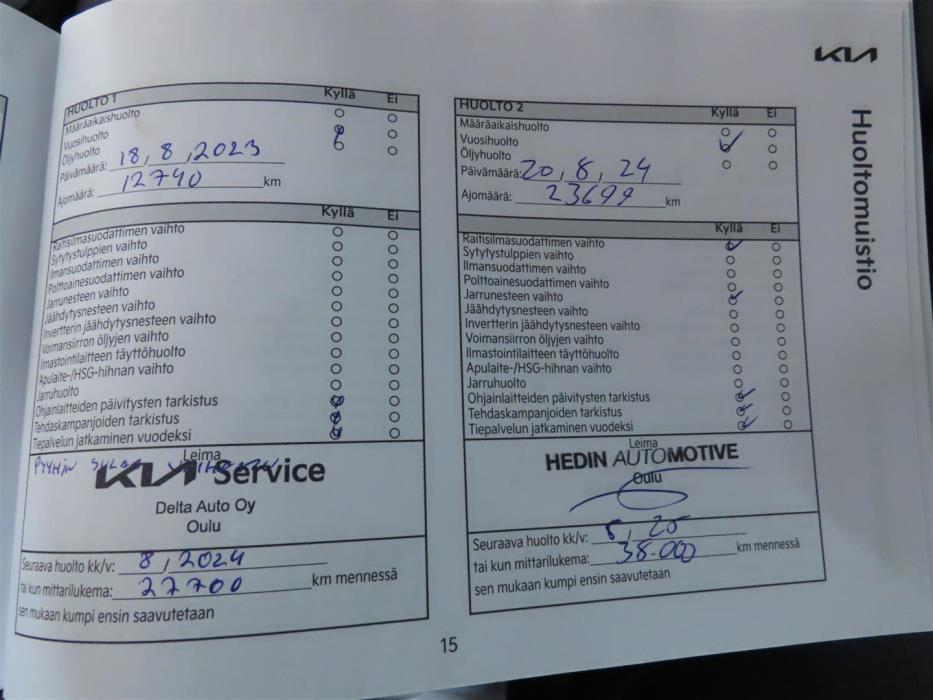 KIA
Huoltomuistio
HUOLTO 1 Kyllä Ei
Määräaikaishuolto
Vuosihuolto
Öljyhuolto
Päivämäärä: 18,8,2023
Ajomäärä: 12740 km
Kyllä Ei
Raitisilmasuodattimen vaihto
Sytytystulppien vaihto
Ilmansuodattimen vaihto
Polttoainesuodattimen vaihto
Jarrunesteen vaihto
Jäähdytysnesteen vaihto
Invertterin jäähdytysnesteen vaihto
Voimansiirron öljyjen vaihto
Ilmastointilaitteen täyttöhuolto
Apulaite-/HSG-hihnan vaihto
Jarruhuolto
Ohjainlaitteiden päivitysten tarkistus
Tehdaskampanjoiden tarkistus
Tiepalvelun jatkaminen vuodeksi
Leima
KIA Service
Delta Auto Oy
Oulu
Seuraava huolto kk/v: 8,2024
tai kun mittarilukema: 27700 km mennessä
sen mukaan kumpi ensin saavutetaan
HUOLTO 2 Kyllä Ei
Määräaikaishuolto
Vuosihuolto
Öljyhuolto
Päivämäärä: 20,8,24
Ajomäärä: 23699 km
Kyllä Ei
Raitisilmasuodattimen vaihto
Sytytystulppien vaihto
Ilmansuodattimen vaihto
Polttoainesuodattimen vaihto
Jarrunesteen vaihto
Jäähdytysnesteen vaihto
Invertterin jäähdytysnesteen vaihto
Voimansiirron öljyjen vaihto
Ilmastointilaitteen täyttöhuolto
Apulaite-/HSG-hihnan vaihto
Jarruhuolto
Ohjainlaitteiden päivitysten tarkistus
Tehdaskampanjoiden tarkistus
Tiepalvelun jatkaminen vuodeksi
Leima
HEDIN AUTOMOTIVE
Oulu
Seuraava huolto kk/v: 8, 25
tai kun mittarilukema: 38.000 km mennessä
sen mukaan kumpi ensin saavutetaan
15